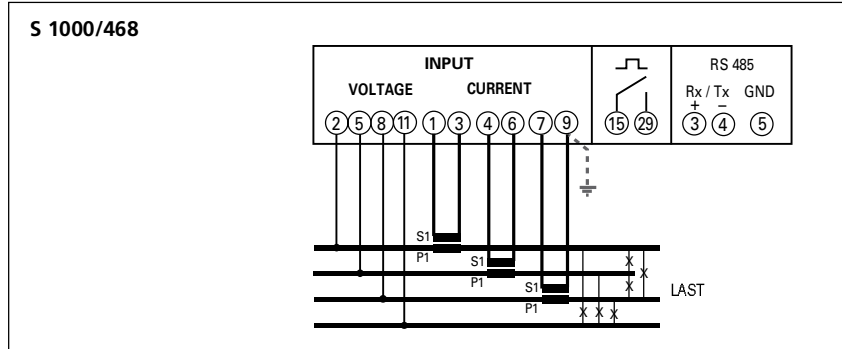 S 1000/468
INPUT
VOLTAGE CURRENT
RS 485
Rx / Tx GND
+ –
2 5 8 11 1 3 4 6 7 9 15 29 3 4 5
S1
P1
S1
P1
S1
P1
X X
X
X X X
LAST